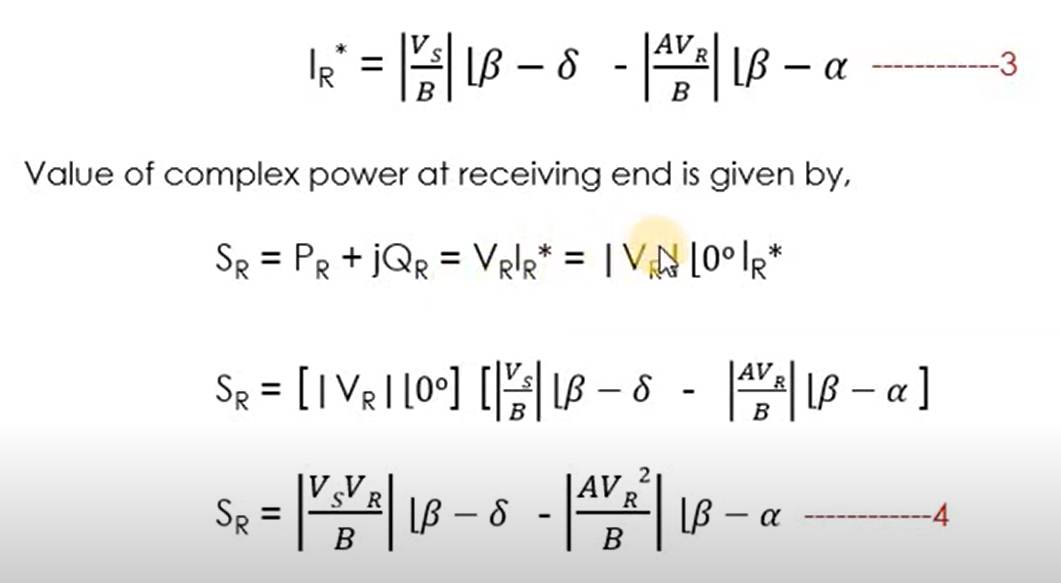 I_R* = |V_S/B| ⌊β − δ - |AV_R/B| ⌊β − α ------------3
Value of complex power at receiving end is given by,
S_R = P_R + jQ_R = V_R I_R* = | V_R | ⌊0° I_R*
S_R = [ | V_R | ⌊0°] [|V_S/B| ⌊β − δ - |AV_R/B| ⌊β − α ]
S_R = |V_S V_R/B| ⌊β − δ - |AV_R²/B| ⌊β − α ------------4